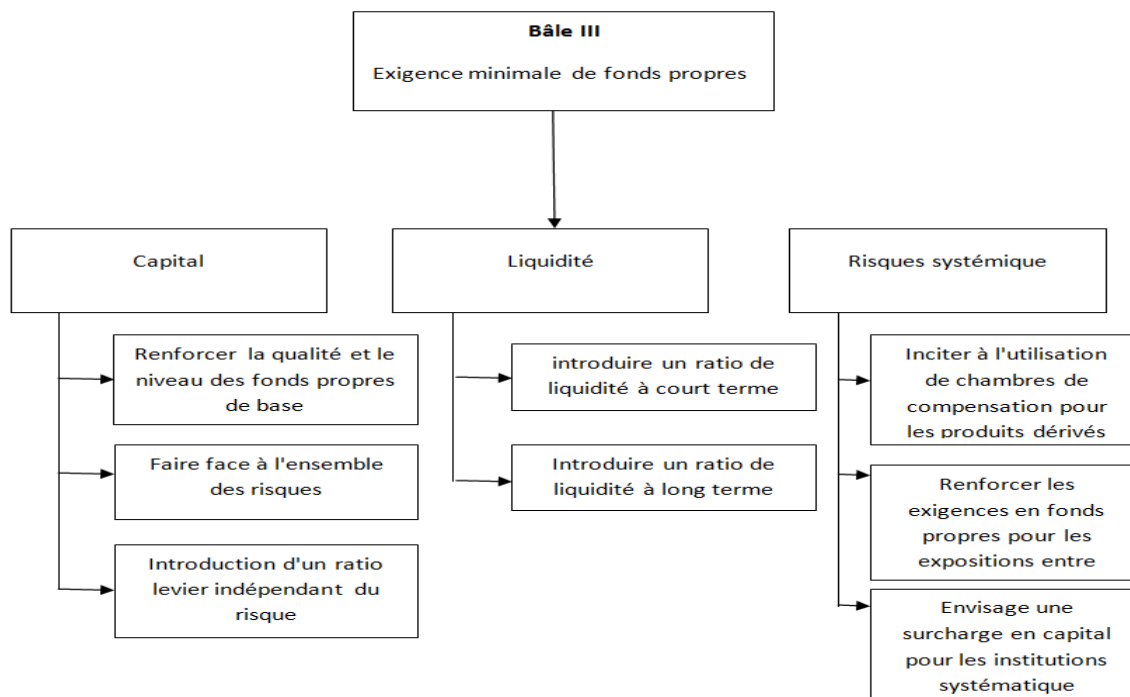 Bâle III
Exigence minimale de fonds propres
Capital
Liquidité
Risques systémique
Renforcer la qualité et le
niveau des fonds propres
de base
Faire face à l'ensemble
des risques
Introduction d'un ratio
levier indépendant du
risque
introduire un ratio de
liquidité à court terme
Introduire un ratio de
liquidité à long terme
Inciter à l'utilisation
de chambres de
compensation pour
les produits dérivés
Renforcer les
exigences en fonds
propres pour les
expositions entre
Envisage une
surcharge en capital
pour les institutions
systématique